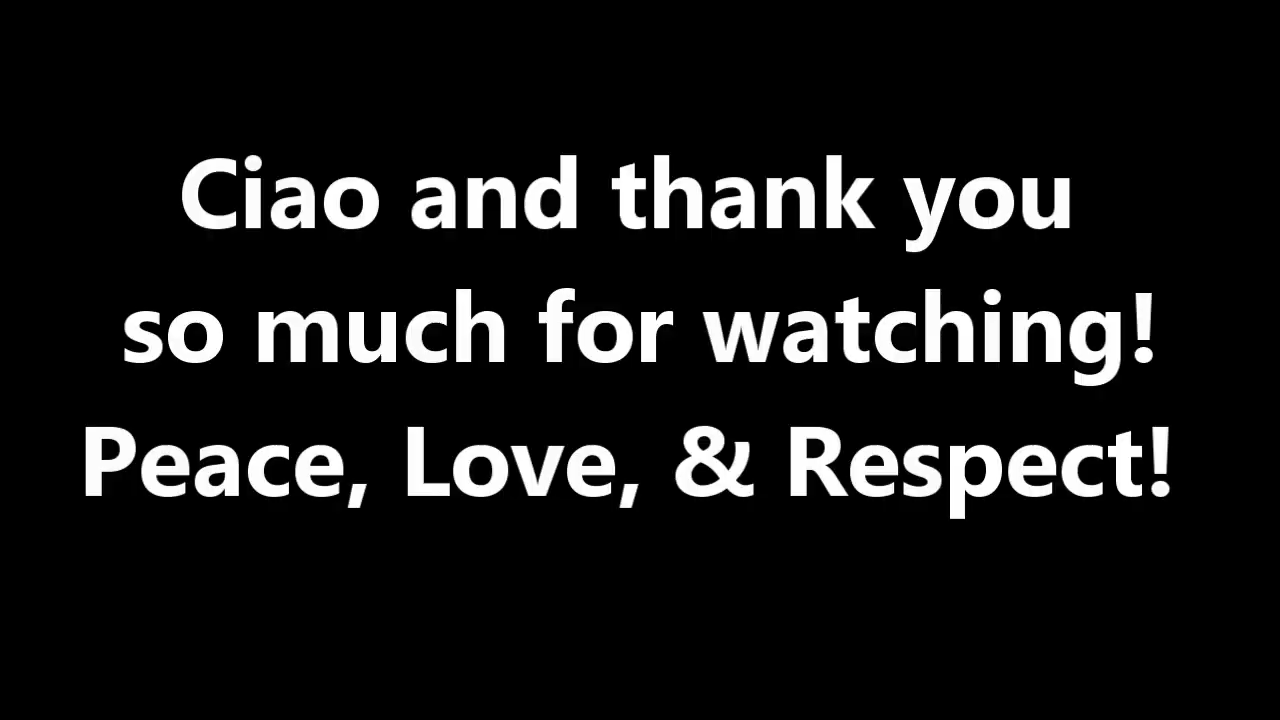 Ciao and thank you
so much for watching!
Peace, Love, & Respect!